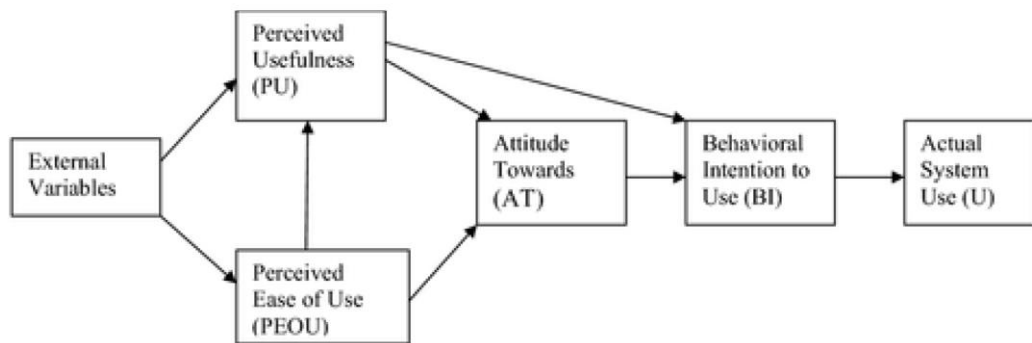 External
Variables
Perceived
Usefulness
(PU)
Perceived
Ease of Use
(PEOU)
Attitude
Towards
(AT)
Behavioral
Intention to
Use (BI)
Actual
System
Use (U)